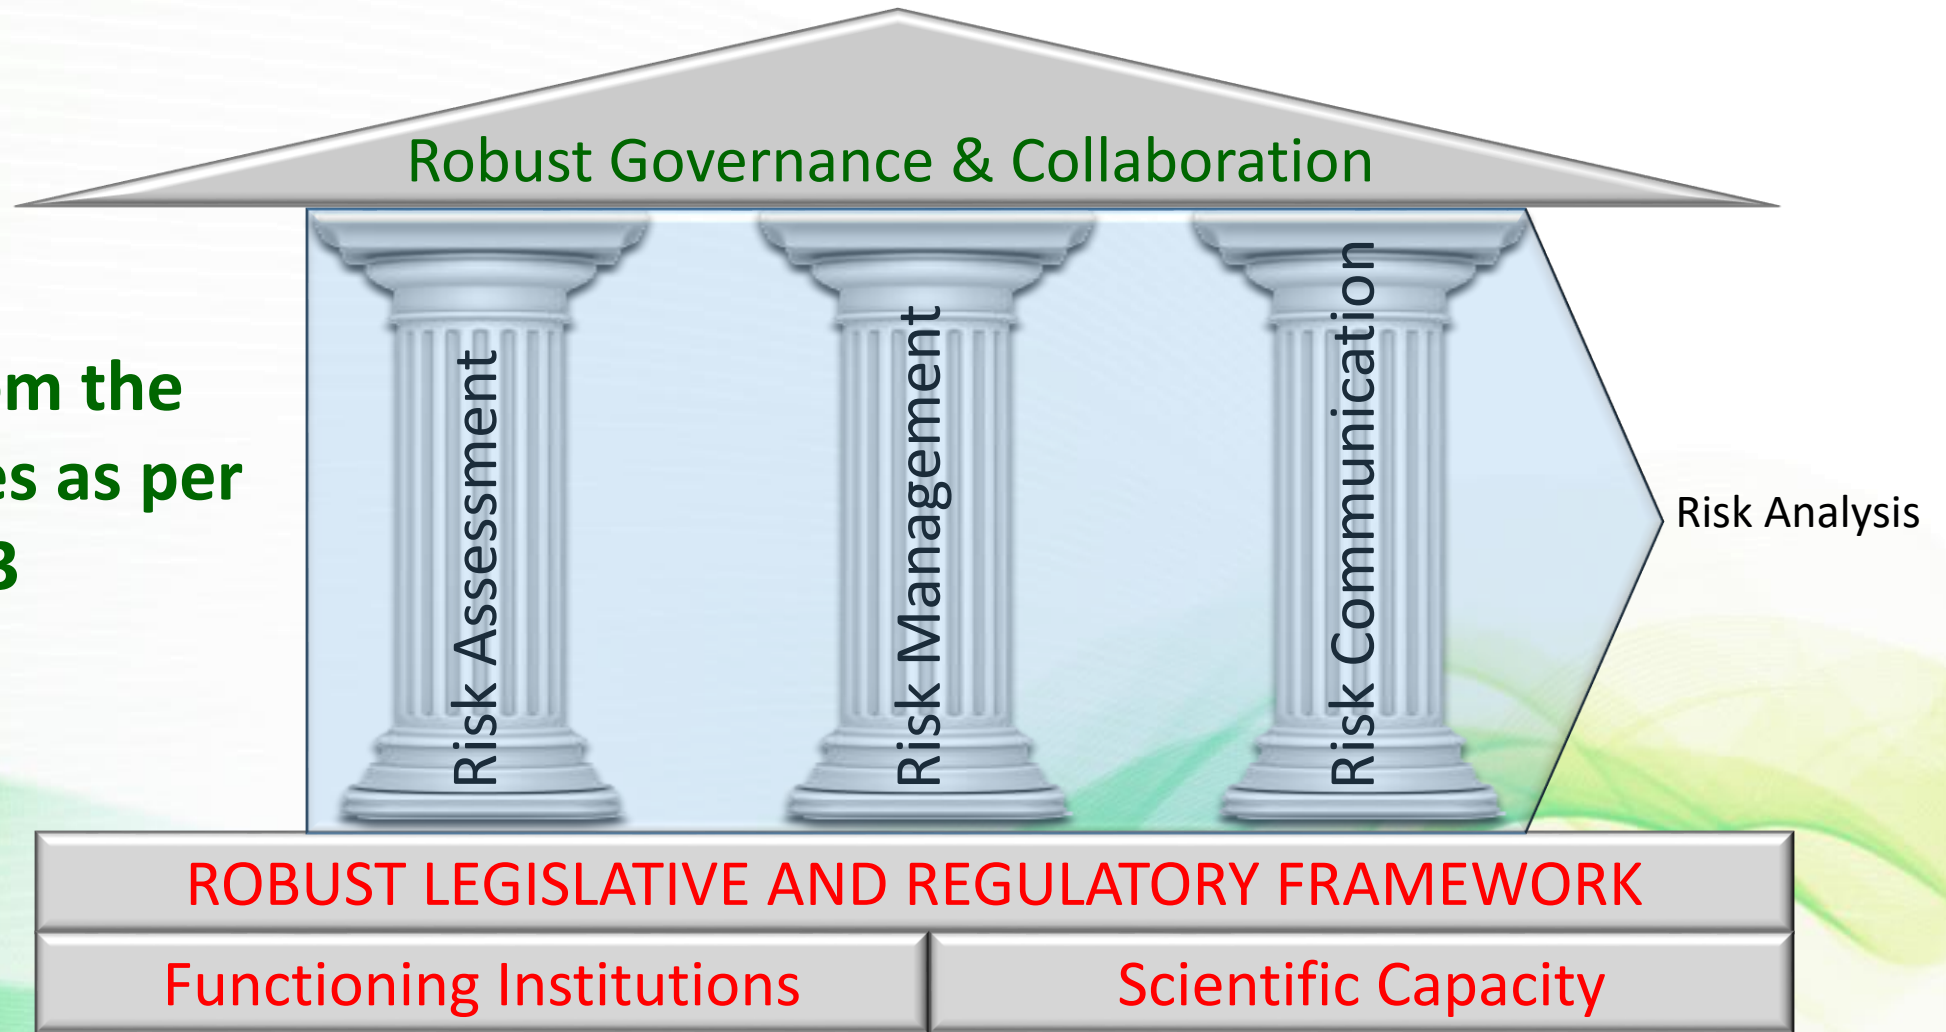 Robust Governance & Collaboration
the
as per
Risk Assessment
Risk Management
Risk Communication
Risk Analysis
ROBUST LEGISLATIVE AND REGULATORY FRAMEWORK
Functioning Institutions
Scientific Capacity